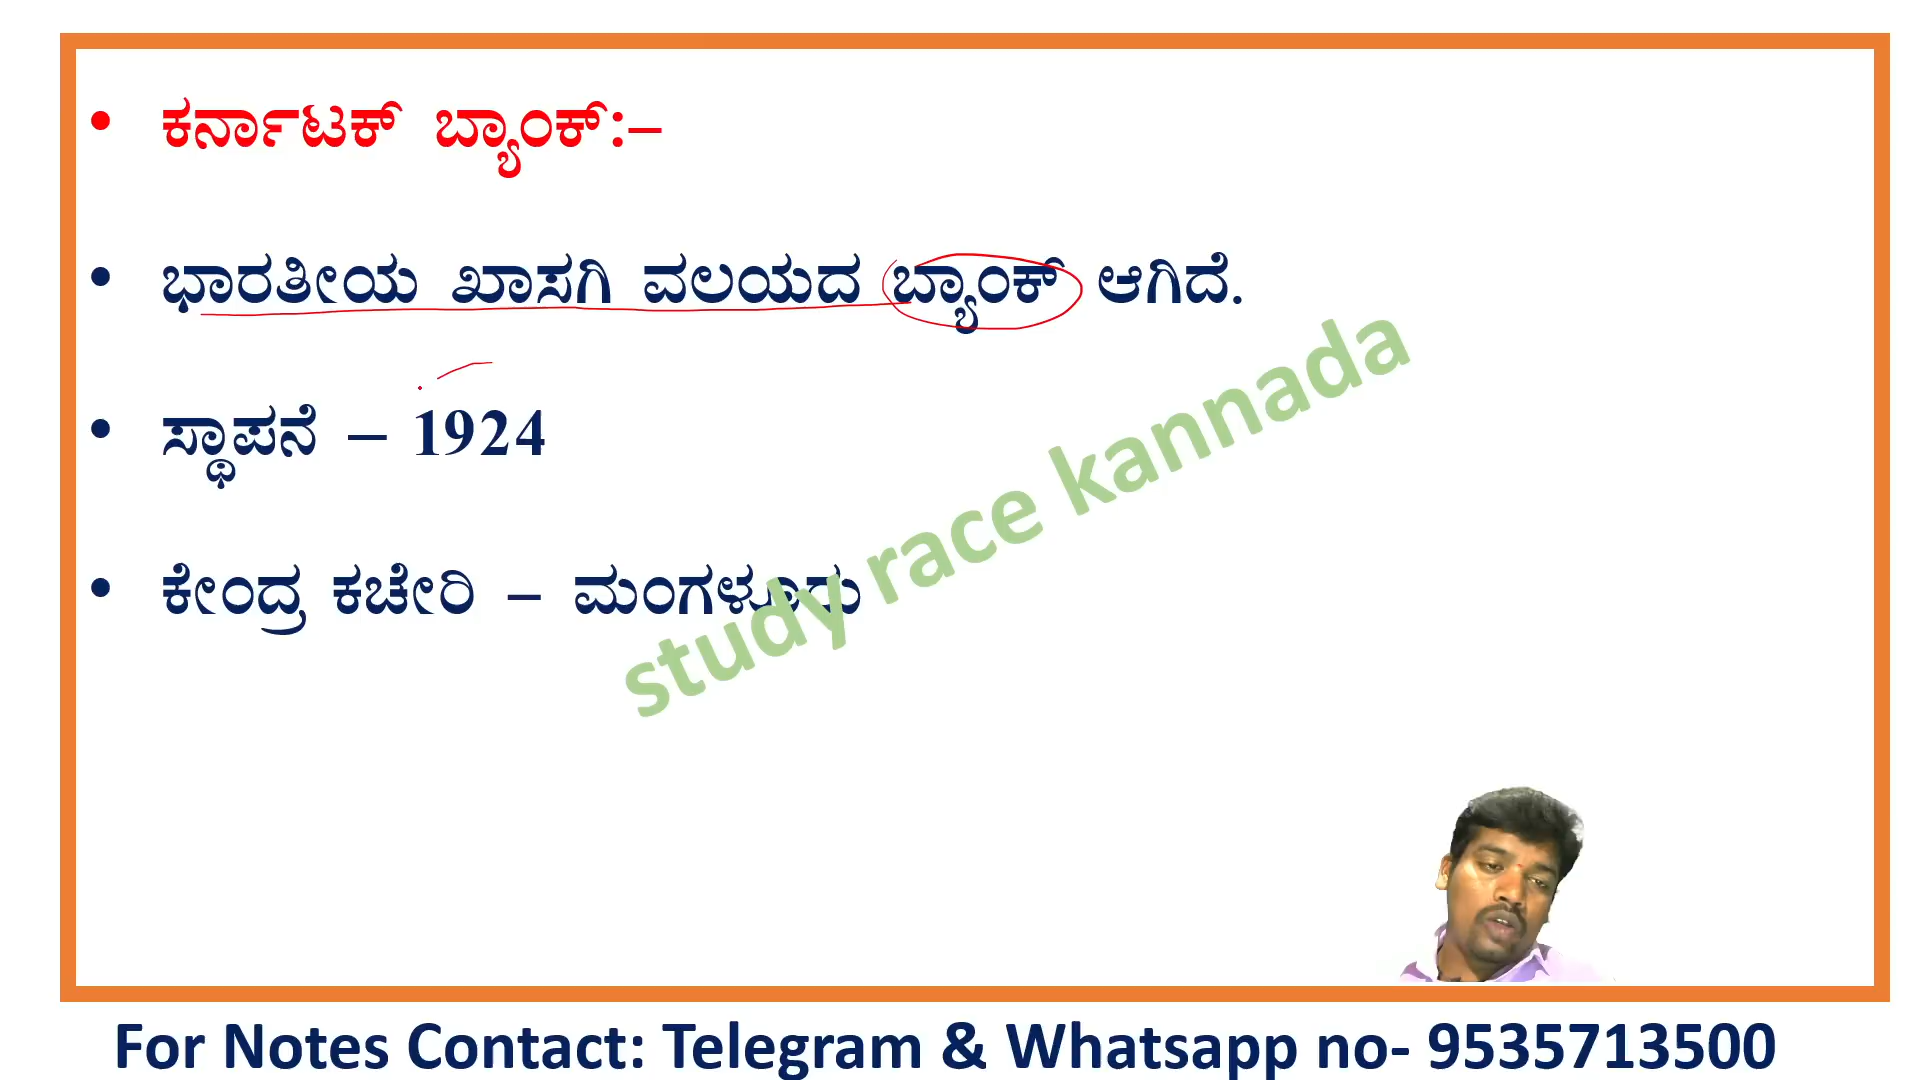 • ಕರ್ನಾಟಕ್ ಬ್ಯಾಂಕ್:–
• ಭಾರತೀಯ ಖಾಸಗಿ ವಲಯದ ಬ್ಯಾಂಕ್ ಆಗಿದೆ.
• ಸ್ಥಾಪನೆ – 1924
• ಕೇಂದ್ರ ಕಚೇರಿ – ಮಂಗಳೂರು
study race kannada
For Notes Contact: Telegram & Whatsapp no- 9535713500